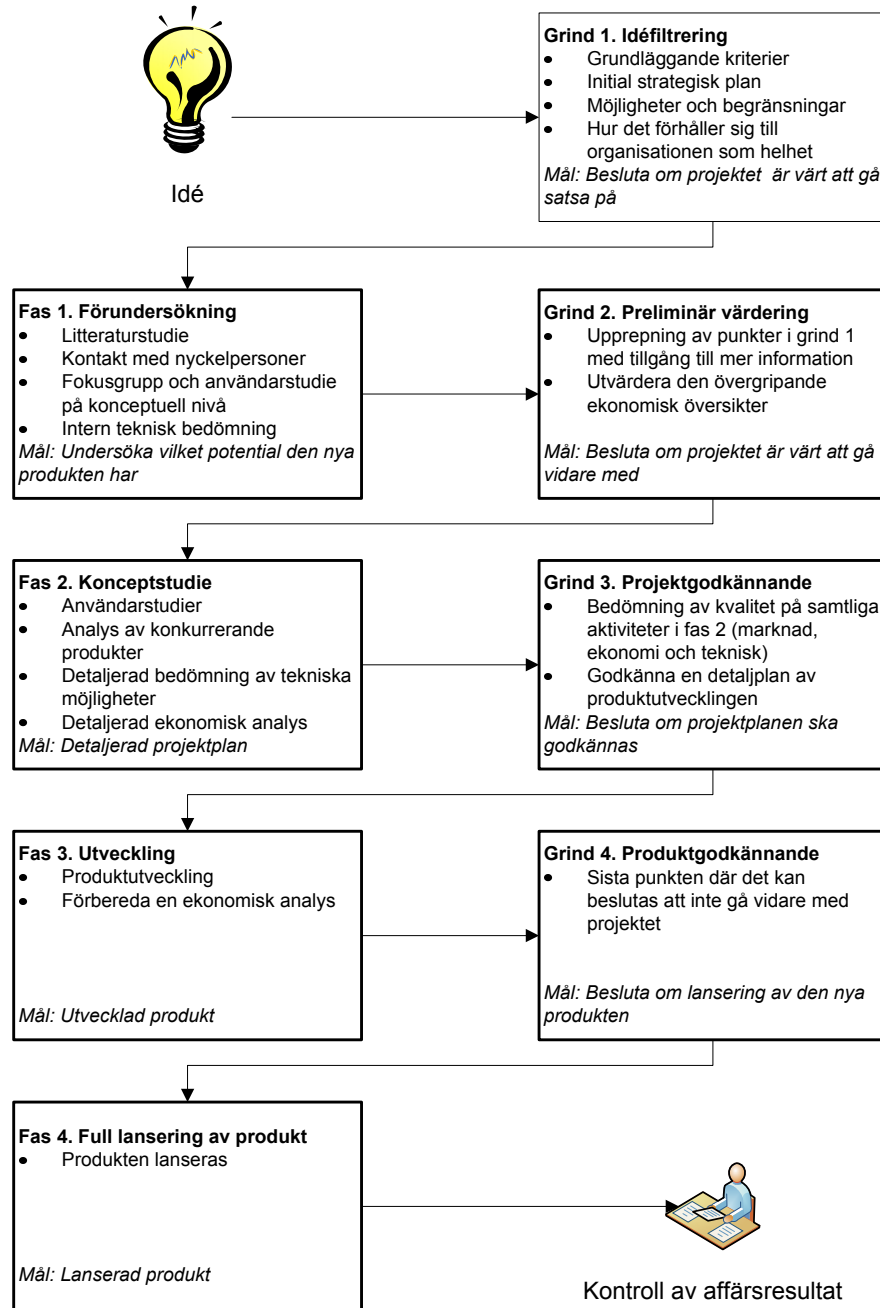 Idé
Grind 1. Idéfiltrering
• Grundläggande kriterier
• Initial strategisk plan
• Möjligheter och begränsningar
• Hur det förhåller sig till
organisationen som helhet
Mål: Besluta om projektet är värt att gå
satsa på
Fas 1. Förundersökning
• Litteraturstudie
• Kontakt med nyckelpersoner
• Fokusgrupp och användarstudie
på konceptuell nivå
• Intern teknisk bedömning
Mål: Undersöka vilket potential den nya
produkten har
Grind 2. Preliminär värdering
• Upprepning av punkter i grind 1
med tillgång till mer information
• Utvärdera den övergripande
ekonomisk översikter
Mål: Besluta om projektet är värt att gå
vidare med
Fas 2. Konceptstudie
• Användarstudier
• Analys av konkurrerande
produkter
• Detaljerad bedömning av tekniska
möjligheter
• Detaljerad ekonomisk analys
Mål: Detaljerad projektplan
Grind 3. Projektgodkännande
• Bedömning av kvalitet på samtliga
aktiviteter i fas 2 (marknad,
ekonomi och teknisk)
• Godkänna en detaljplan av
produktutvecklingen
Mål: Besluta om projektplanen ska
godkännas
Fas 3. Utveckling
• Produktutveckling
• Förbereda en ekonomisk analys
Mål: Utvecklad produkt
Grind 4. Produktgodkännande
• Sista punkten där det kan
beslutas att inte gå vidare med
projektet
Mål: Besluta om lansering av den nya
produkten
Fas 4. Full lansering av produkt
• Produkten lanseras
Mål: Lanserad produkt
Kontroll av affärsresultat